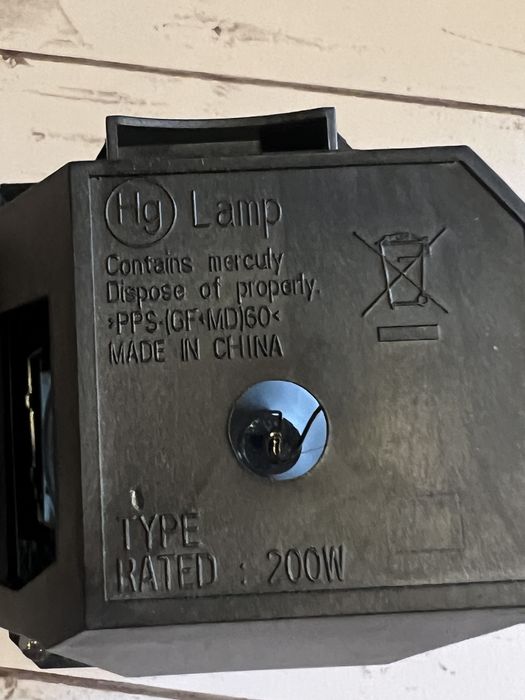 Hg Lamp
Contains merculy
Dispose of properly.
>PPS-(GF+MD)60<
MADE IN CHINA
TYPE
RATED : 200W